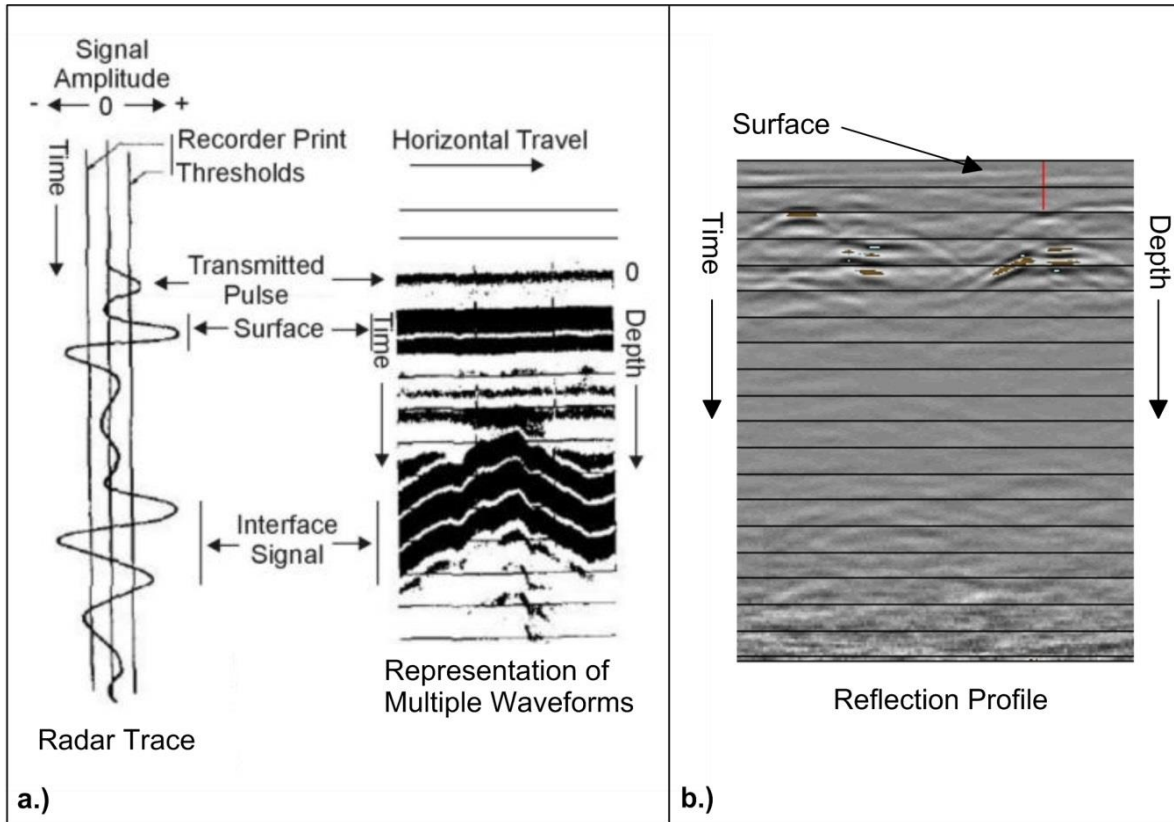 Signal
Amplitude
- 0 +
Recorder Print
Thresholds
Time
Transmitted
Pulse
Surface
Interface
Signal
Radar Trace
Horizontal Travel
0
Time
Depth
Representation of
Multiple Waveforms
a.)
Surface
Time
Depth
Reflection Profile
b.)